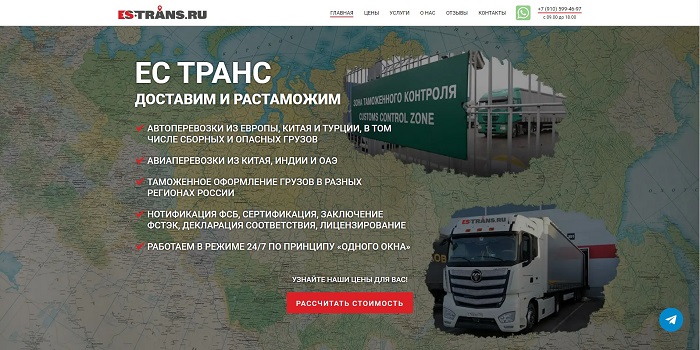 ES-TRANS.RU
ГЛАВНАЯ ЦЕНЫ УСЛУГИ О НАС ОТЗЫВЫ КОНТАКТЫ
+7 (910) 599-46-97
с 09.00 до 18.00
ЕС ТРАНС
ДОСТАВИМ И РАСТАМОЖИМ
АВТОПЕРЕВОЗКИ ИЗ ЕВРОПЫ, КИТАЯ И ТУРЦИИ, В ТОМ
ЧИСЛЕ СБОРНЫХ И ОПАСНЫХ ГРУЗОВ
АВИАПЕРЕВОЗКИ ИЗ КИТАЯ, ИНДИИ И ОАЭ
ТАМОЖЕННОЕ ОФОРМЛЕНИЕ ГРУЗОВ В РАЗНЫХ
РЕГИОНАХ РОССИИ
НОТИФИКАЦИЯ ФСБ, СЕРТИФИКАЦИЯ, ЗАКЛЮЧЕНИЕ
ФСТЭК, ДЕКЛАРАЦИЯ СООТВЕТСТВИЯ, ЛИЦЕНЗИРОВАНИЕ
РАБОТАЕМ В РЕЖИМЕ 24/7 ПО ПРИНЦИПУ «ОДНОГО ОКНА»
УЗНАЙТЕ НАШИ ЦЕНЫ ДЛЯ ВАС!
РАССЧИТАТЬ СТОИМОСТЬ
ЗОНА ТАМОЖЕННОГО КОНТРОЛЯ
CUSTOMS CONTROL ZONE
ES-TRANS.RU